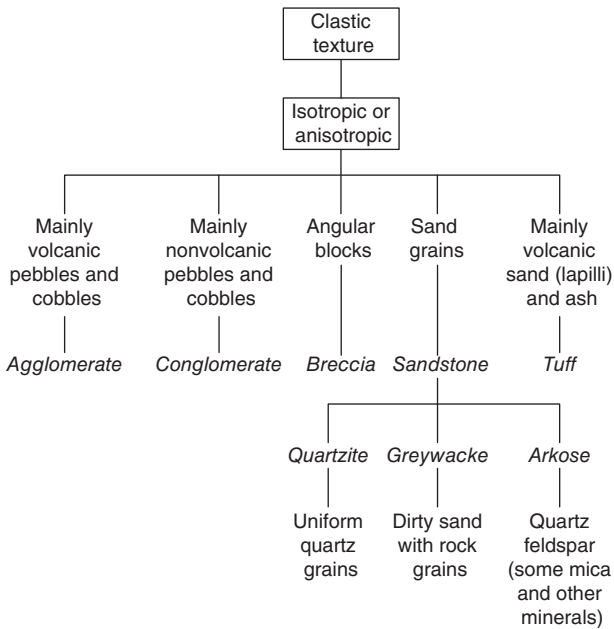 Clastic
texture
Isotropic or
anisotropic
Mainly
volcanic
pebbles and
cobbles
Mainly
nonvolcanic
pebbles and
cobbles
Angular
blocks
Sand
grains
Mainly
volcanic
sand (lapilli)
and ash
Agglomerate
Conglomerate
Breccia
Sandstone
Tuff
Quartzite
Greywacke
Arkose
Uniform
quartz
grains
Dirty sand
with rock
grains
Quartz
feldspar
(some mica
and other
minerals)